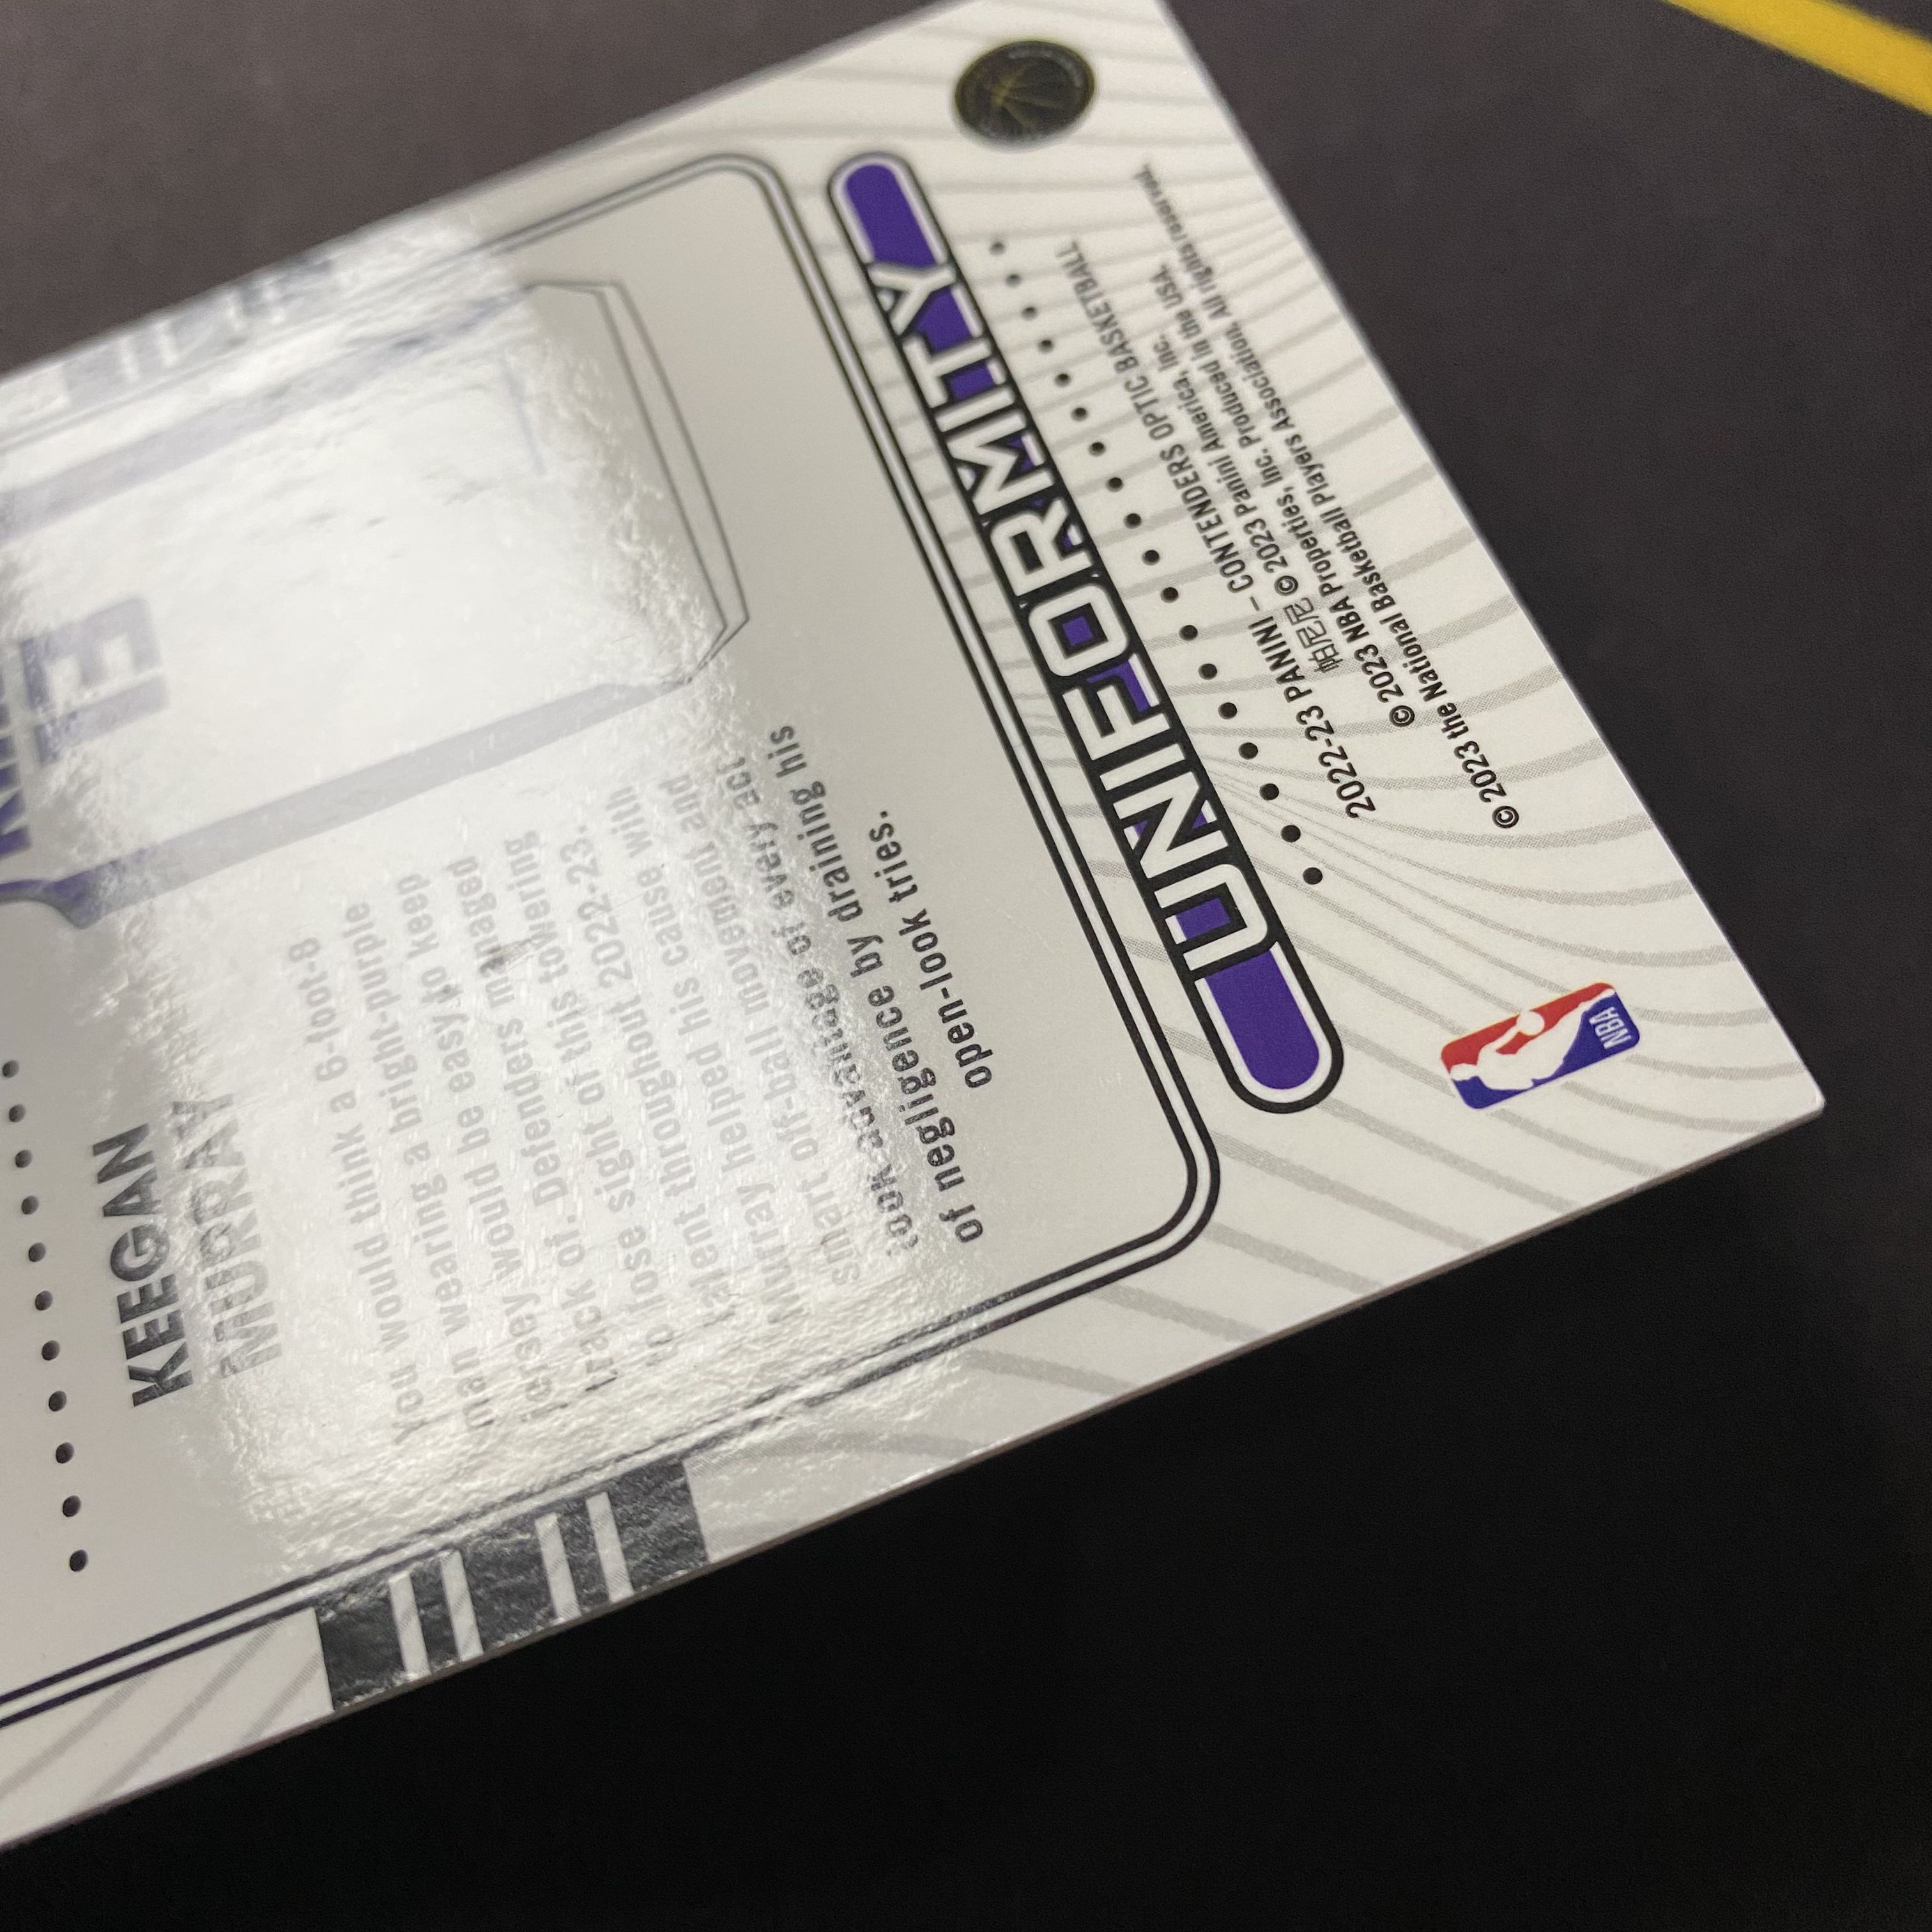 KEEGAN
MURRAY
13
You would think a 6-foot-8
man wearing a bright-purple
jersey would be easy to keep
track of. Defenders managed
to lose sight of this towering
talent throughout 2022-23.
Murray helped his cause with
smart off-ball movement and
took advantage of every act
of negligence by draining his
open-look tries.
UNIFORMITY
2022-23 PANINI – CONTENDERS OPTIC BASKETBALL
帕尼尼 © 2023 Panini America, Inc.
© 2023 NBA Properties, Inc. Produced in the USA.
© 2023 the National Basketball Players Association. All rights reserved.
NBA